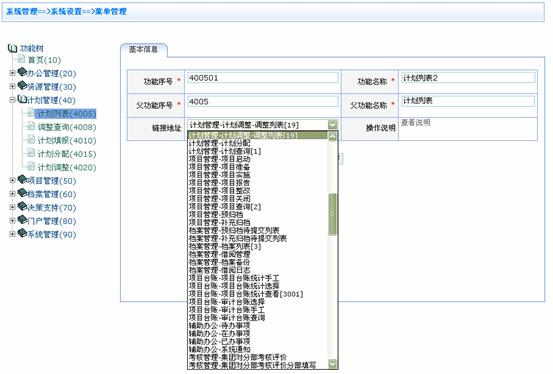 系统管理==>系统设置==>菜单管理
功能树
首页(10)
办公管理(20)
资源管理(30)
计划管理(40)
计划列表(4005)
调整查询(4008)
计划填报(4010)
计划分配(4015)
计划调整(4020)
项目管理(50)
档案管理(60)
决策支持(70)
门户管理(80)
系统管理(90)
基本信息
功能序号 * 400501 功能名称 * 计划列表2
父功能序号 * 4005 父功能名称 * 计划列表
链接地址 计划管理-计划调整-调整列表[19] 操作说明 查看说明
计划管理-计划调整-调整列表[19]
计划管理-计划分配
计划管理-计划查询[1]
项目管理-项目启动
项目管理-项目准备
项目管理-项目实施
项目管理-项目报告
项目管理-项目整改
项目管理-项目关闭
项目管理-项目查询[2]
项目管理-补充归档
档案管理-预归档
档案管理-预归档待提交列表
档案管理-补充归档待提交列表
档案管理-档案列表[3]
档案管理-借阅管理
档案管理-档案备份
档案管理-借阅日志
项目台账-项目台账统计手工
项目台账-项目台账统计选择
项目台账-项目台账统计查看[3001]
项目台账-审计台账选择
项目台账-审计台账手工
项目台账-审计台账查询
辅助办公-待办事项
辅助办公-在办事项
辅助办公-已办事项
辅助办公-系统通知
考核管理-集团对分部考核评价
考核管理-集团对分部考核评价分部填写